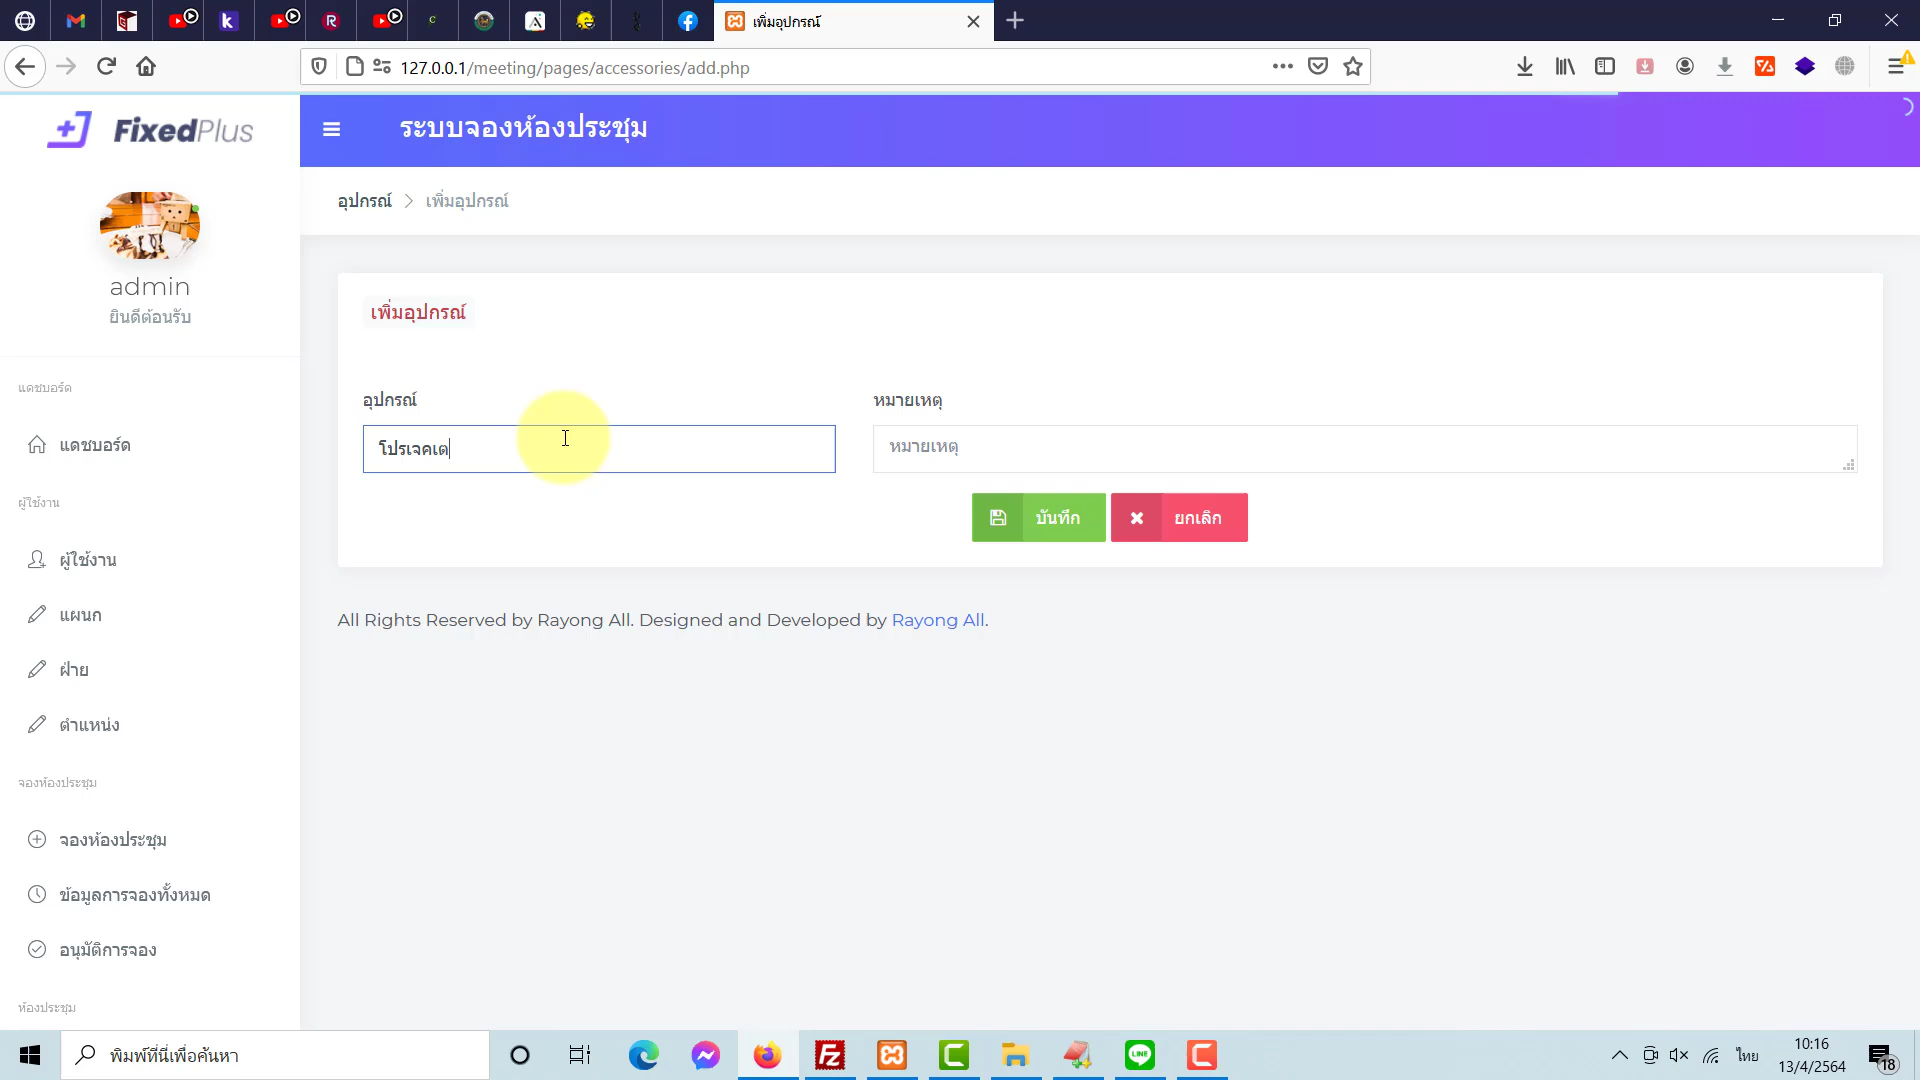 เพิ่มอุปกรณ์
127.0.0.1/meeting/pages/accessories/add.php
FixedPlus
ระบบจองห้องประชุม
อุปกรณ์ > เพิ่มอุปกรณ์
admin
ยินดีต้อนรับ
เพิ่มอุปกรณ์
แดชบอร์ด
อุปกรณ์
หมายเหตุ
แดชบอร์ด
โปรเจคเต
หมายเหตุ
ผู้ใช้งาน
บันทึก
ยกเลิก
ผู้ใช้งาน
แผนก
All Rights Reserved by Rayong All. Designed and Developed by Rayong All.
ฝ่าย
ตำแหน่ง
จองห้องประชุม
จองห้องประชุม
ข้อมูลการจองทั้งหมด
อนุมัติการจอง
ห้องประชุม
พิมพ์ที่นี่เพื่อค้นหา
ไทย
10:16
13/4/2564
18